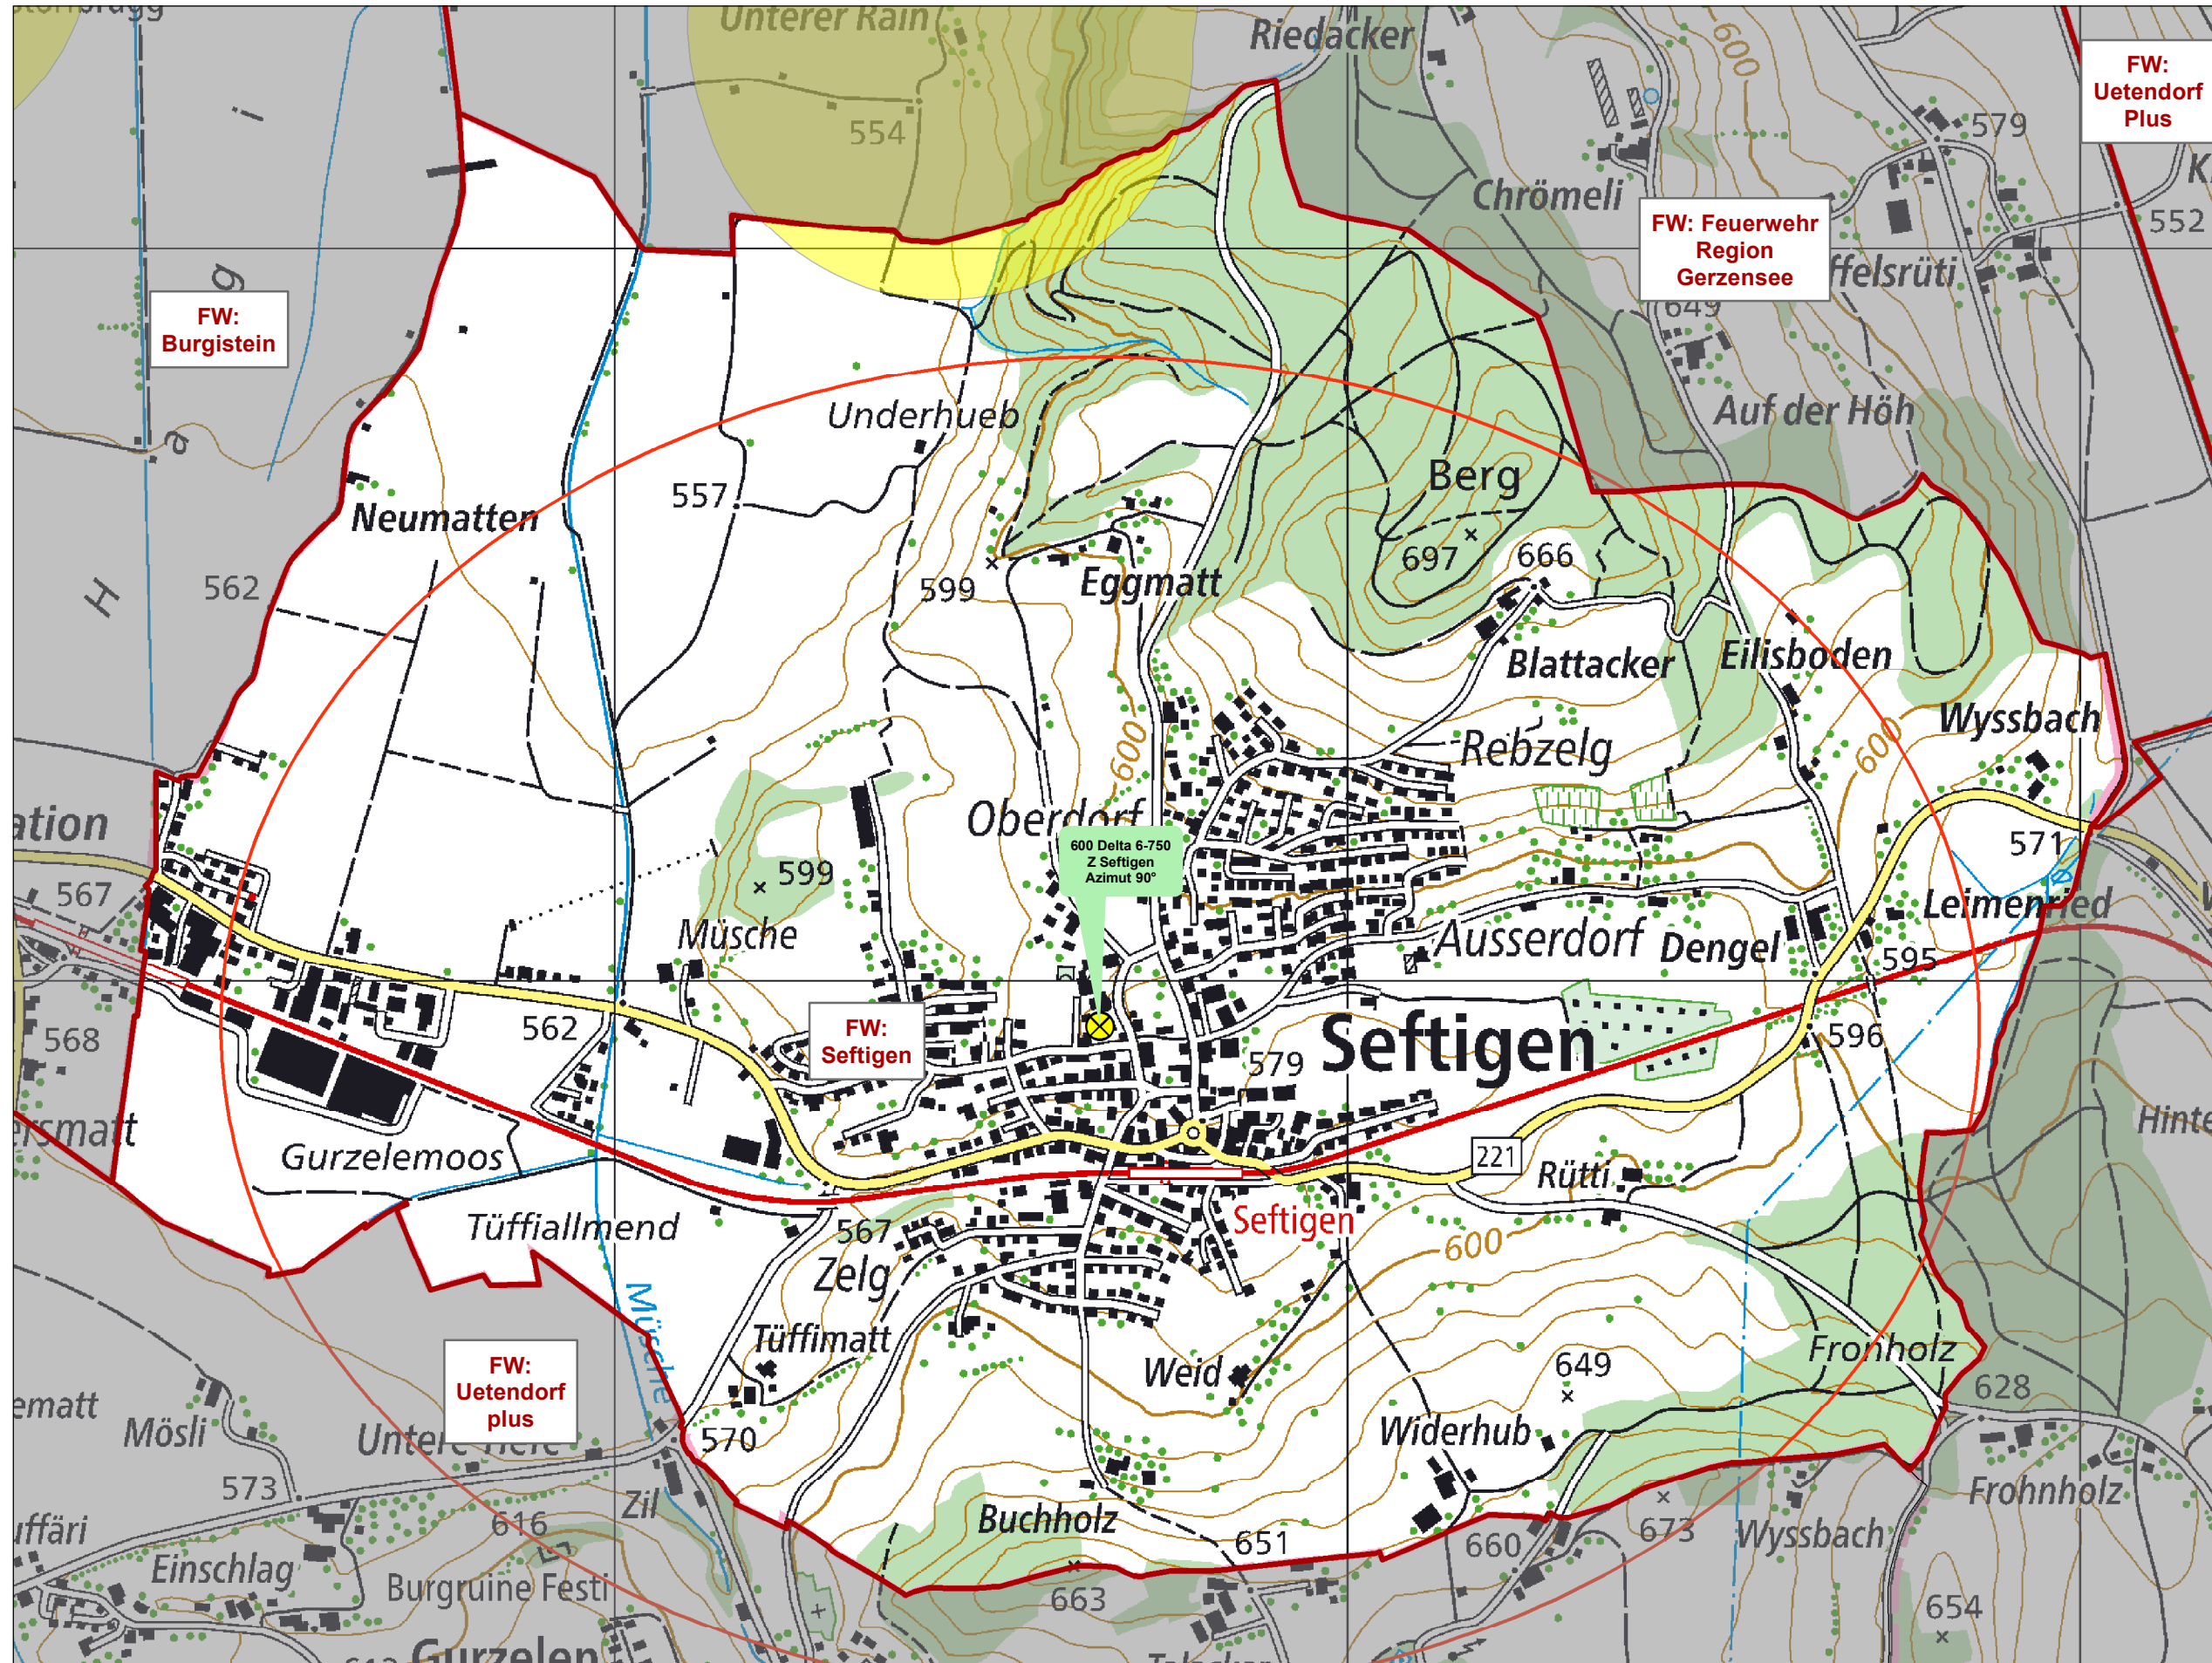 Unterer Rain
Riedacker
600
FW:
Uetendorf
Plus
554
579
Chrömeli
FW: Feuerwehr
Region
Gerzensee
552
ffelsrüti
g
FW:
Burgistein
649
a
Underhueb
Auf der Höh
Berg
557
Neumatten
697
666
562
H
599
Eggmatt
Blattacker
Eilisboden
Wyssbach
600
Rebzelg
600
ation
Oberdorf
571
600 Delta 6-750
Z Seftigen
Azimut 90°
599
567
Müsche
Leimenried
Ausserdorf
Dengel
595
562
FW:
Seftigen
Seftigen
596
568
579
ersmatt
Hinte
Gurzelemoos
221
Rütti
Tüffiallmend
567
Seftigen
600
Zelg
Müsche
Tüffimatt
Fronholz
FW:
Uetendorf
plus
Weid
649
628
ematt
Mösli
570
Widerhub
573
616
Zil
Buchholz
Frohnholz
uffäri
651
660
673
Wyssbach
Einschlag
Burgruine Festi
663
654
Gurzelen